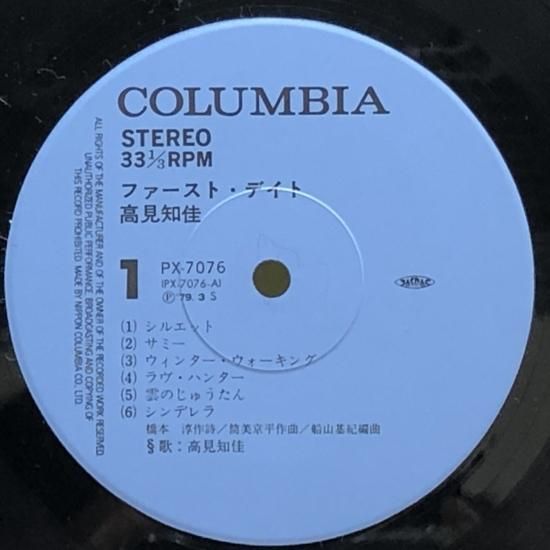 COLUMBIA
STEREO
33⅓RPM
ファースト・デイト
高見知佳
1
PX-7076
(PX-7076-A)
Ⓟ '79. 3 S
(1) シルエット
(2) サミー
(3) ウィンター・ウォーキング
(4) ラヴ・ハンター
(5) 雲のじゅうたん
(6) シンデレラ
橋本 淳作詩/筒美京平作曲/船山基紀編曲
§歌:高見知佳
ALL RIGHTS OF THE MANUFACTURER AND OF THE OWNER OF THE RECORDED WORK RESERVED.
UNAUTHORIZED PUBLIC PERFORMANCE, BROADCASTING AND COPYING OF
THIS RECORD PROHIBITED. MADE BY NIPPON COLUMBIA CO., LTD.